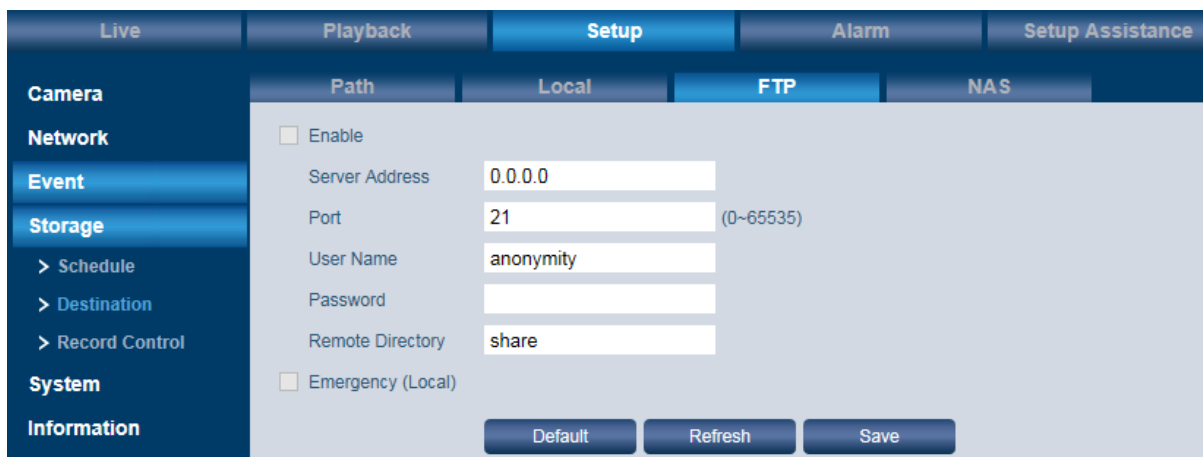 Live Playback Setup Alarm Setup Assistance
Path Local FTP NAS
Camera
Network
Event
Storage
> Schedule
> Destination
> Record Control
System
Information
Enable
Server Address 0.0.0.0
Port 21 (0~65535)
User Name anonymity
Password
Remote Directory share
Emergency (Local)
Default Refresh Save